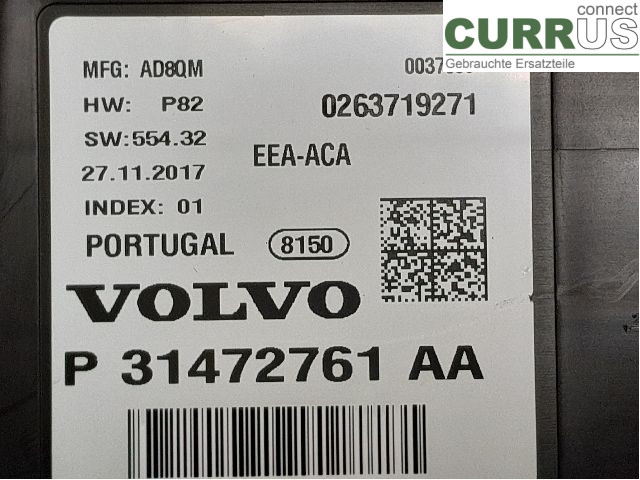 connect
CURRUS
Gebrauchte Ersatzteile
MFG: AD8QM
HW: P82 0263719271
SW:554.32
EEA-ACA
27.11.2017
INDEX: 01
PORTUGAL 8150
VOLVO
P 31472761 AA